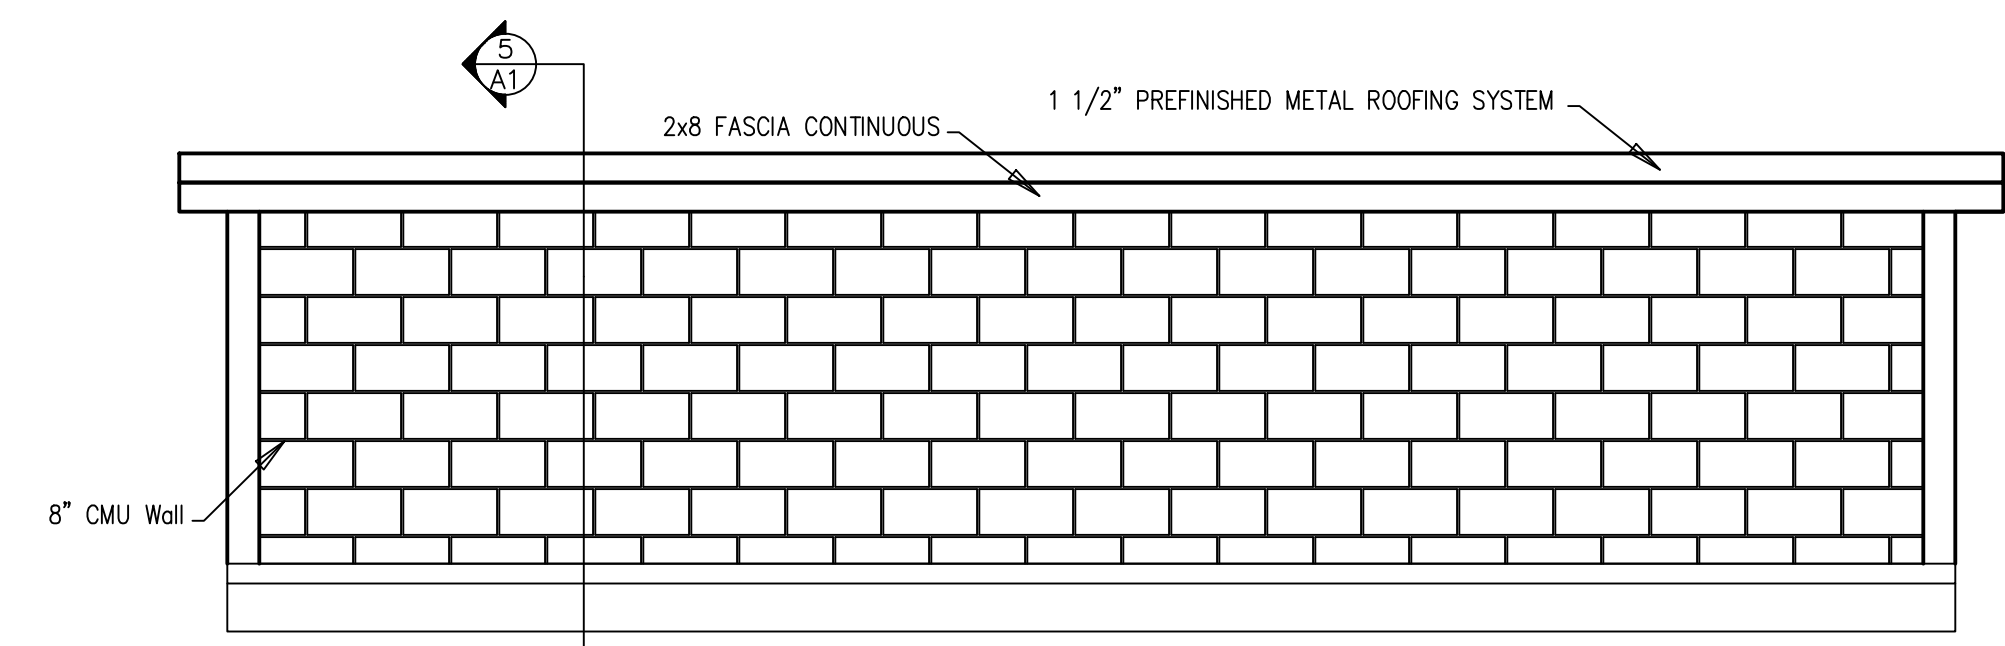 5
A1
1 1/2” PREFINISHED METAL ROOFING SYSTEM
2x8 FASCIA CONTINUOUS
8” CMU Wall